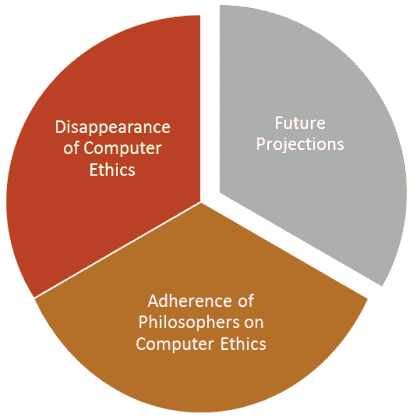 Disappearance
of Computer
Ethics
Future
Projections
Adherence of
Philosophers on
Computer Ethics